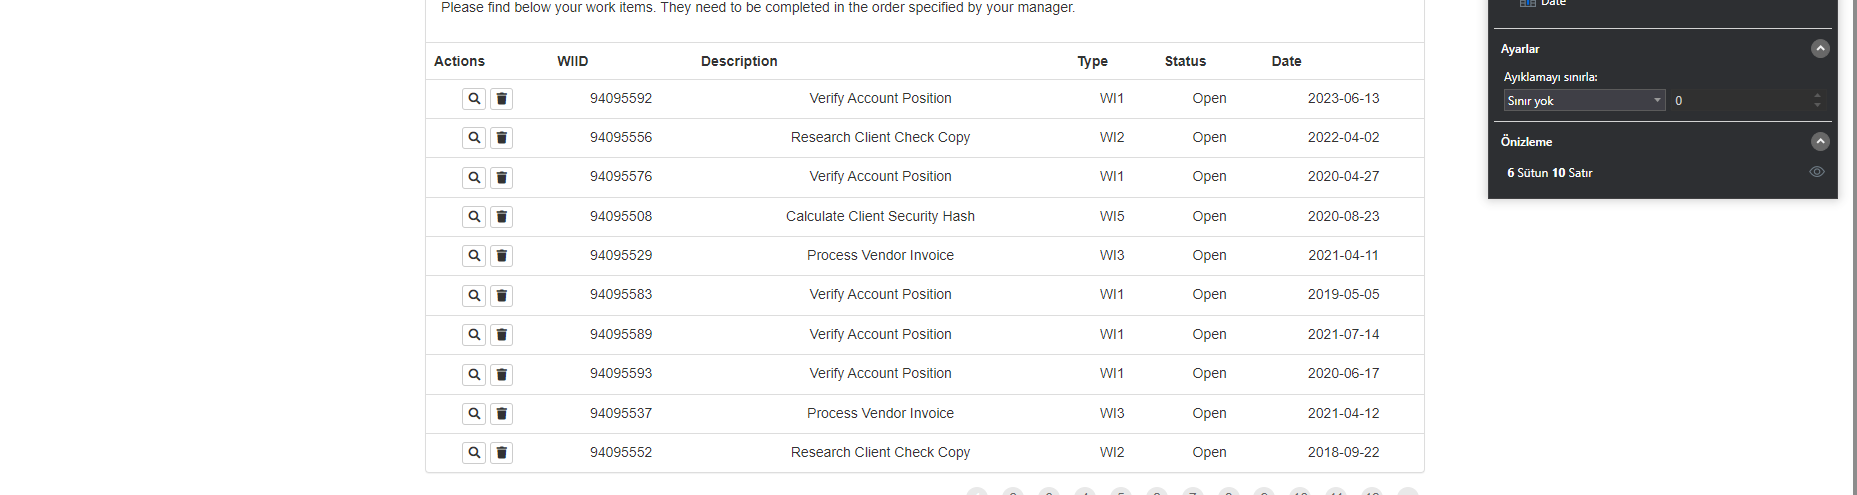 Please find below your work items. They need to be completed in the order specified by your manager.
Actions WIID Description Type Status Date
94095592 Verify Account Position WI1 Open 2023-06-13
94095556 Research Client Check Copy WI2 Open 2022-04-02
94095576 Verify Account Position WI1 Open 2020-04-27
94095508 Calculate Client Security Hash WI5 Open 2020-08-23
94095529 Process Vendor Invoice WI3 Open 2021-04-11
94095583 Verify Account Position WI1 Open 2019-05-05
94095589 Verify Account Position WI1 Open 2021-07-14
94095593 Verify Account Position WI1 Open 2020-06-17
94095537 Process Vendor Invoice WI3 Open 2021-04-12
94095552 Research Client Check Copy WI2 Open 2018-09-22
Date
Ayarlar
Ayıklamayı sınırla:
Sınır yok 0
Önizleme
6 Sütun 10 Satır